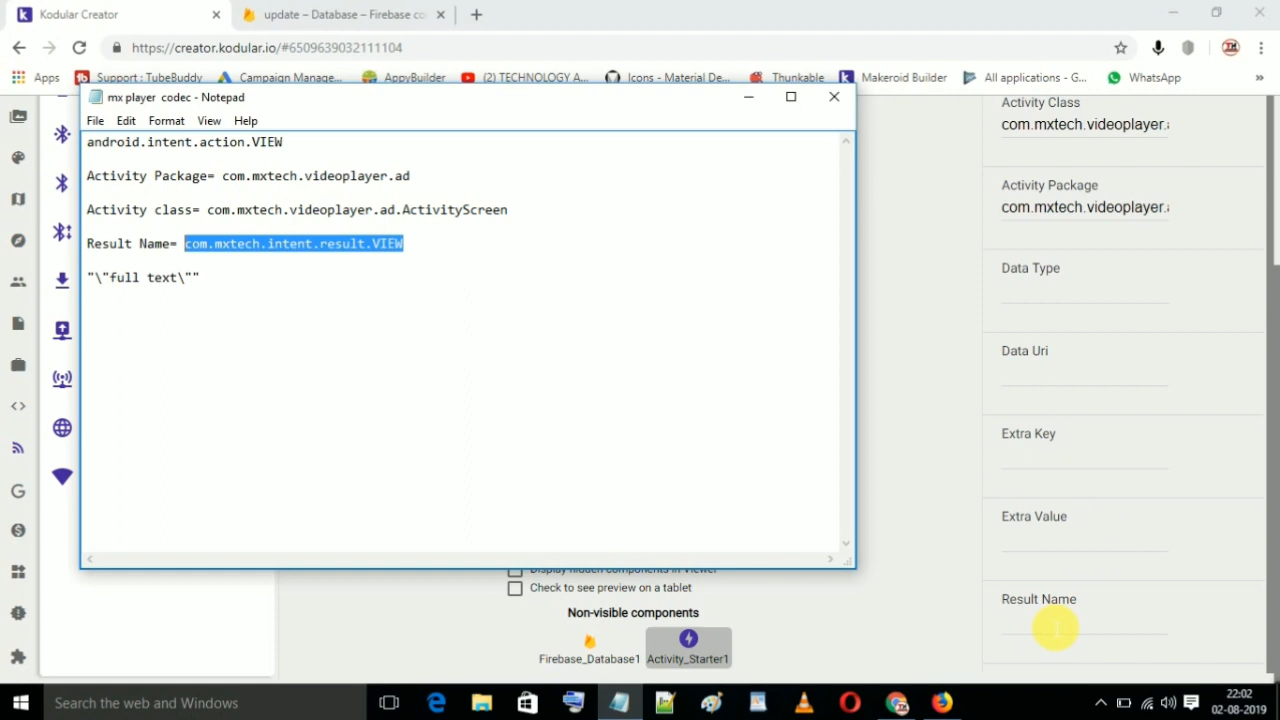 Kodular Creator
update – Database – Firebase co
https://creator.kodular.io/#6509639032111104
Apps
Support : TubeBuddy
Campaign Manage...
AppyBuilder
(2) TECHNOLOGY A...
Icons - Material De...
Thunkable
Makeroid Builder
All applications - G...
WhatsApp
»
mx player codec - Notepad
File Edit Format View Help
android.intent.action.VIEW
Activity Package= com.mxtech.videoplayer.ad
Activity class= com.mxtech.videoplayer.ad.ActivityScreen
Result Name= com.mxtech.intent.result.VIEW
"\"full text\""
Activity Class
com.mxtech.videoplayer.a
Activity Package
com.mxtech.videoplayer.a
Data Type
Data Uri
Extra Key
Extra Value
Result Name
Display hidden components in Viewer
Check to see preview on a tablet
Non-visible components
Firebase_Database1
Activity_Starter1
Search the web and Windows
22:02
02-08-2019